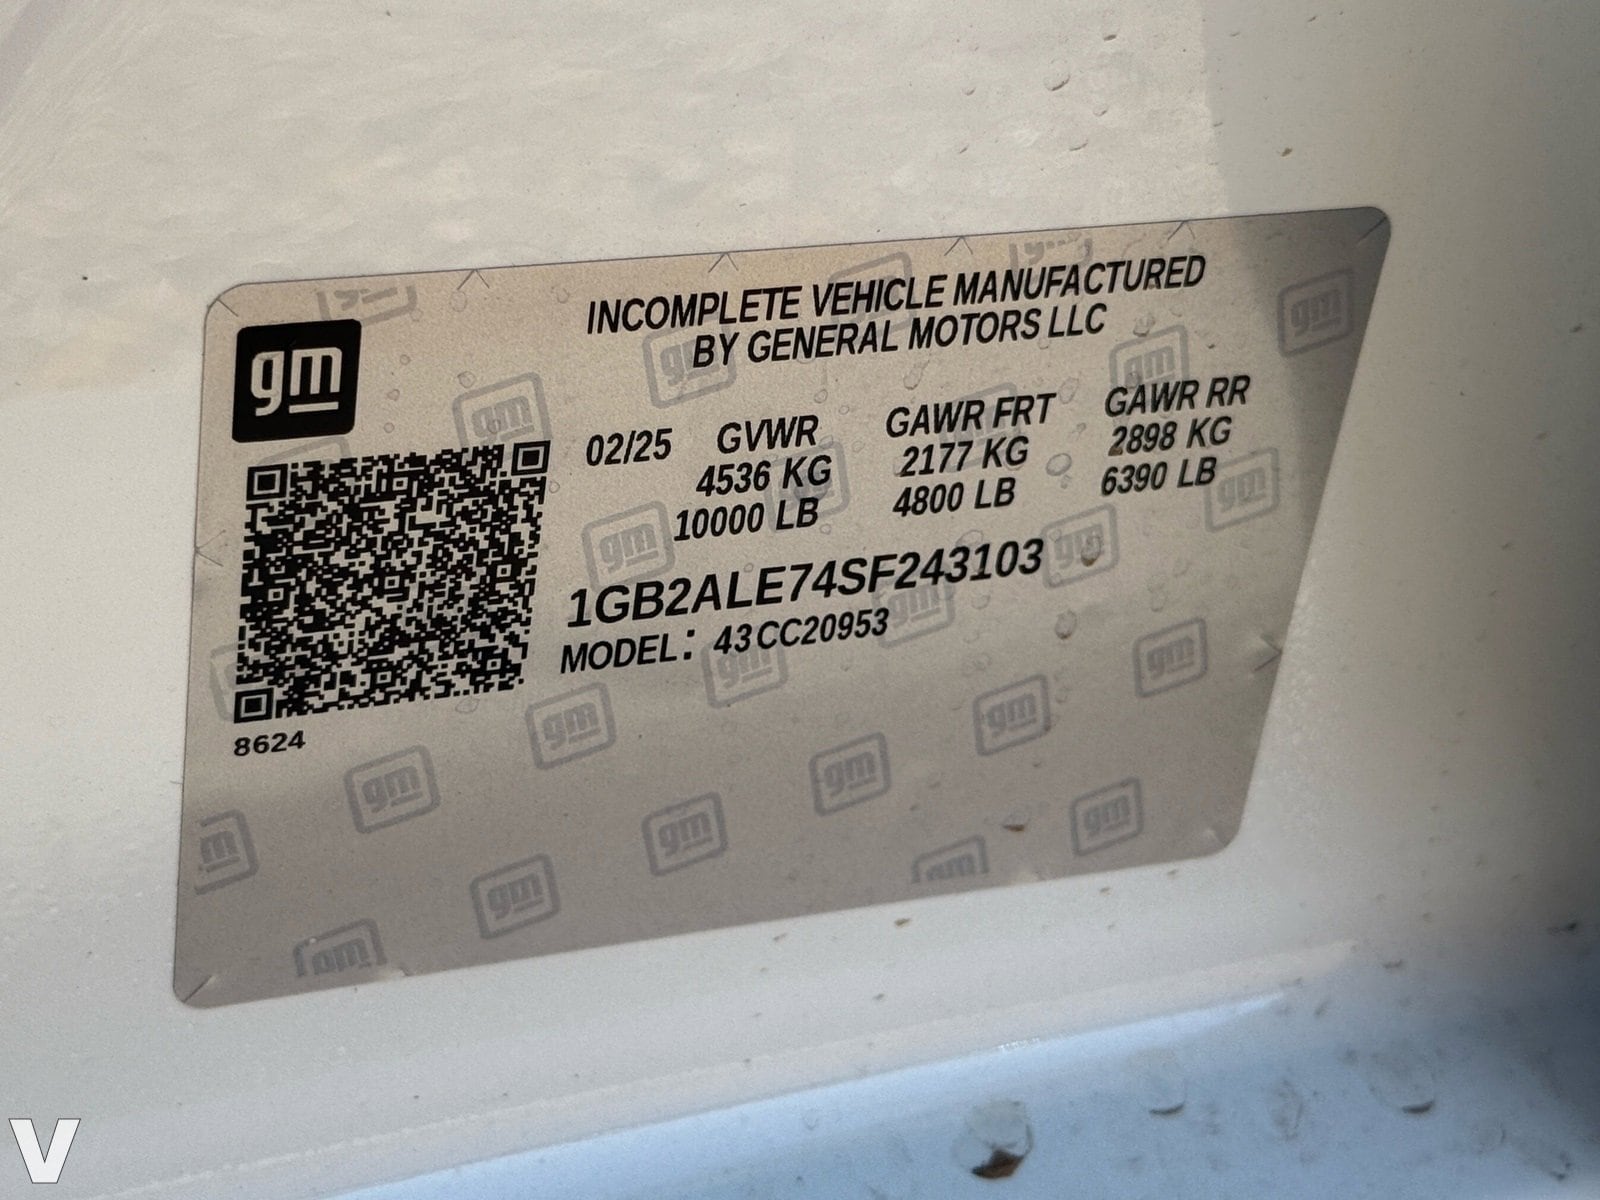 INCOMPLETE VEHICLE MANUFACTURED
BY GENERAL MOTORS LLC
gm
02/25 GVWR GAWR FRT GAWR RR
4536 KG 2177 KG 2898 KG
10000 LB 4800 LB 6390 LB
1GB2ALE74SF243103
MODEL: 43CC20953
8624
V